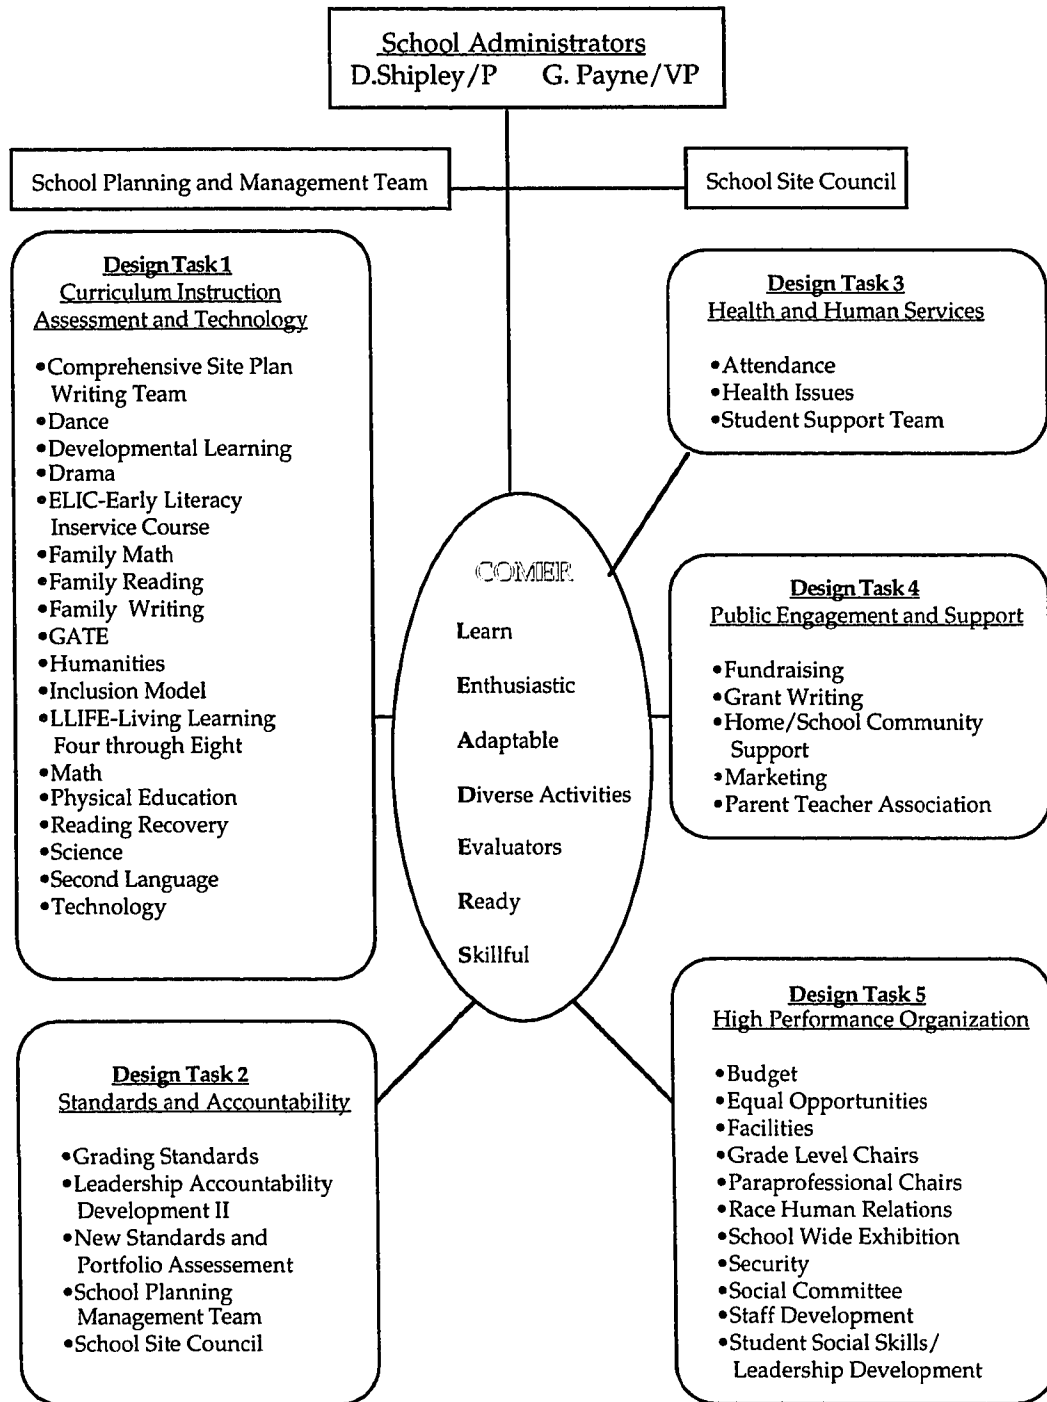 School Administrators
D.Shipley/P G. Payne/VP
School Planning and Management Team
School Site Council
Design Task 1
Curriculum Instruction
Assessment and Technology
•Comprehensive Site Plan
Writing Team
•Dance
•Developmental Learning
•Drama
•ELIC-Early Literacy
Inservice Course
•Family Math
•Family Reading
•Family Writing
•GATE
•Humanities
•Inclusion Model
•LLIFE-Living Learning
Four through Eight
•Math
•Physical Education
•Reading Recovery
•Science
•Second Language
•Technology
Design Task 2
Standards and Accountability
•Grading Standards
•Leadership Accountability
Development II
•New Standards and
Portfolio Assessement
•School Planning
Management Team
•School Site Council
COMER
Learn
Enthusiastic
Adaptable
Diverse Activities
Evaluators
Ready
Skillful
Design Task 3
Health and Human Services
•Attendance
•Health Issues
•Student Support Team
Design Task 4
Public Engagement and Support
•Fundraising
•Grant Writing
•Home/School Community
Support
•Marketing
•Parent Teacher Association
Design Task 5
High Performance Organization
•Budget
•Equal Opportunities
•Facilities
•Grade Level Chairs
•Paraprofessional Chairs
•Race Human Relations
•School Wide Exhibition
•Security
•Social Committee
•Staff Development
•Student Social Skills/
Leadership Development